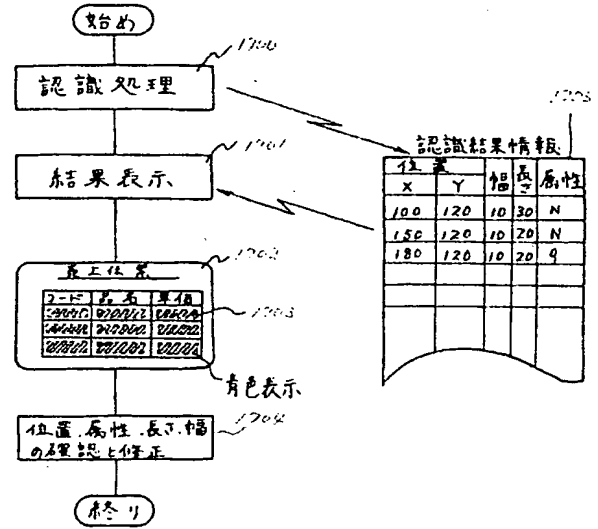 始め
1700
認識処理
1701
結果表示
1702
売上伝票
コード 品名 単価
1703
青色表示
位置、属性、長さ、幅
の確認と修正
1704
終り
1705
認識結果情報
位置 幅 長さ 属性
X Y
100 120 10 30 N
150 120 10 20 N
180 120 10 20 9